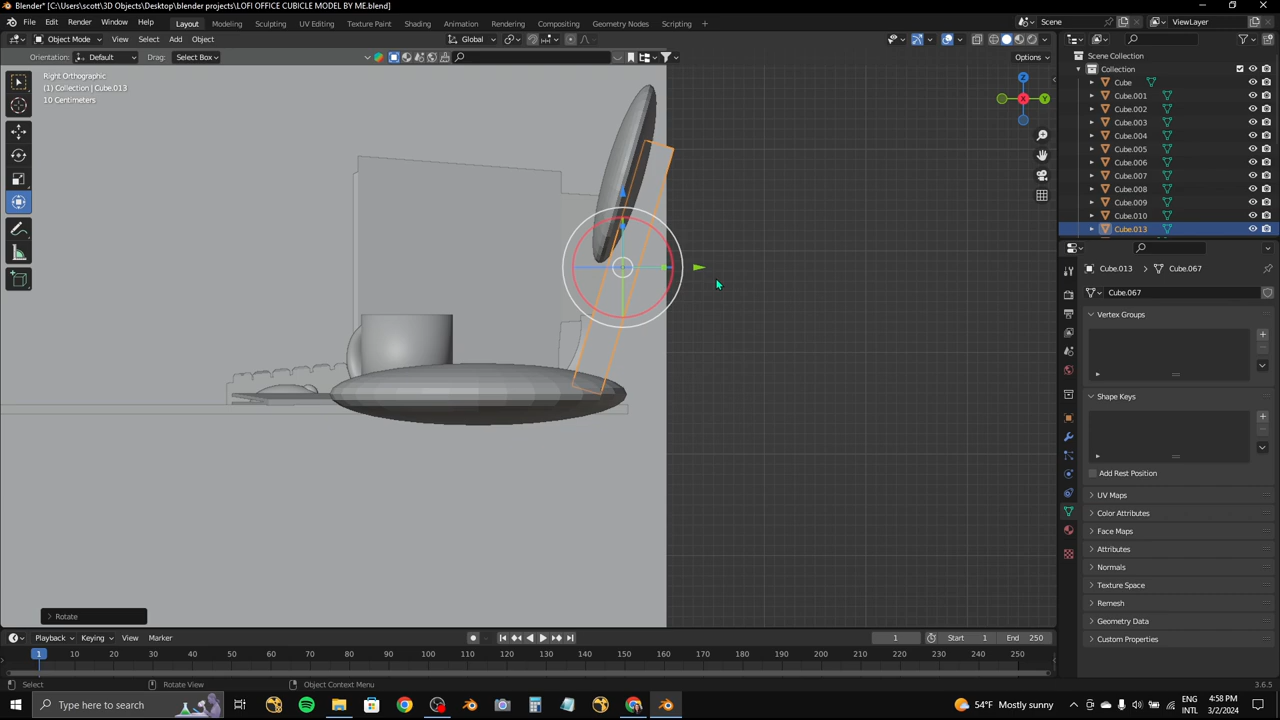 Blender* [C:\Users\scott\3D Objects\Desktop\blender projects\LOFI OFFICE CUBICLE MODEL BY ME.blend]
File Edit Render Window Help Layout Modeling Sculpting UV Editing Texture Paint Shading Animation Rendering Compositing Geometry Nodes Scripting + Scene ViewLayer
Object Mode View Select Add Object Global
Orientation: Default Drag: Select Box Options
Right Orthographic
(1) Collection | Cube.013
10 Centimeters
Z
X
Y
Scene Collection
Collection
Cube
Cube.001
Cube.002
Cube.003
Cube.004
Cube.005
Cube.006
Cube.007
Cube.008
Cube.009
Cube.010
Cube.013
Cube.013 Cube.067
Cube.067
Vertex Groups
Shape Keys
Add Rest Position
UV Maps
Color Attributes
Face Maps
Attributes
Normals
Texture Space
Remesh
Geometry Data
Custom Properties
Rotate
Playback Keying View Marker 1 Start 1 End 250
1 10 20 30 40 50 60 70 80 90 100 110 120 130 140 150 160 170 180 190 200 210 220 230 240 250
Select Rotate View Object Context Menu 3.6.5
Type here to search 54°F Mostly sunny ENG INTL 4:58 PM 3/2/2024